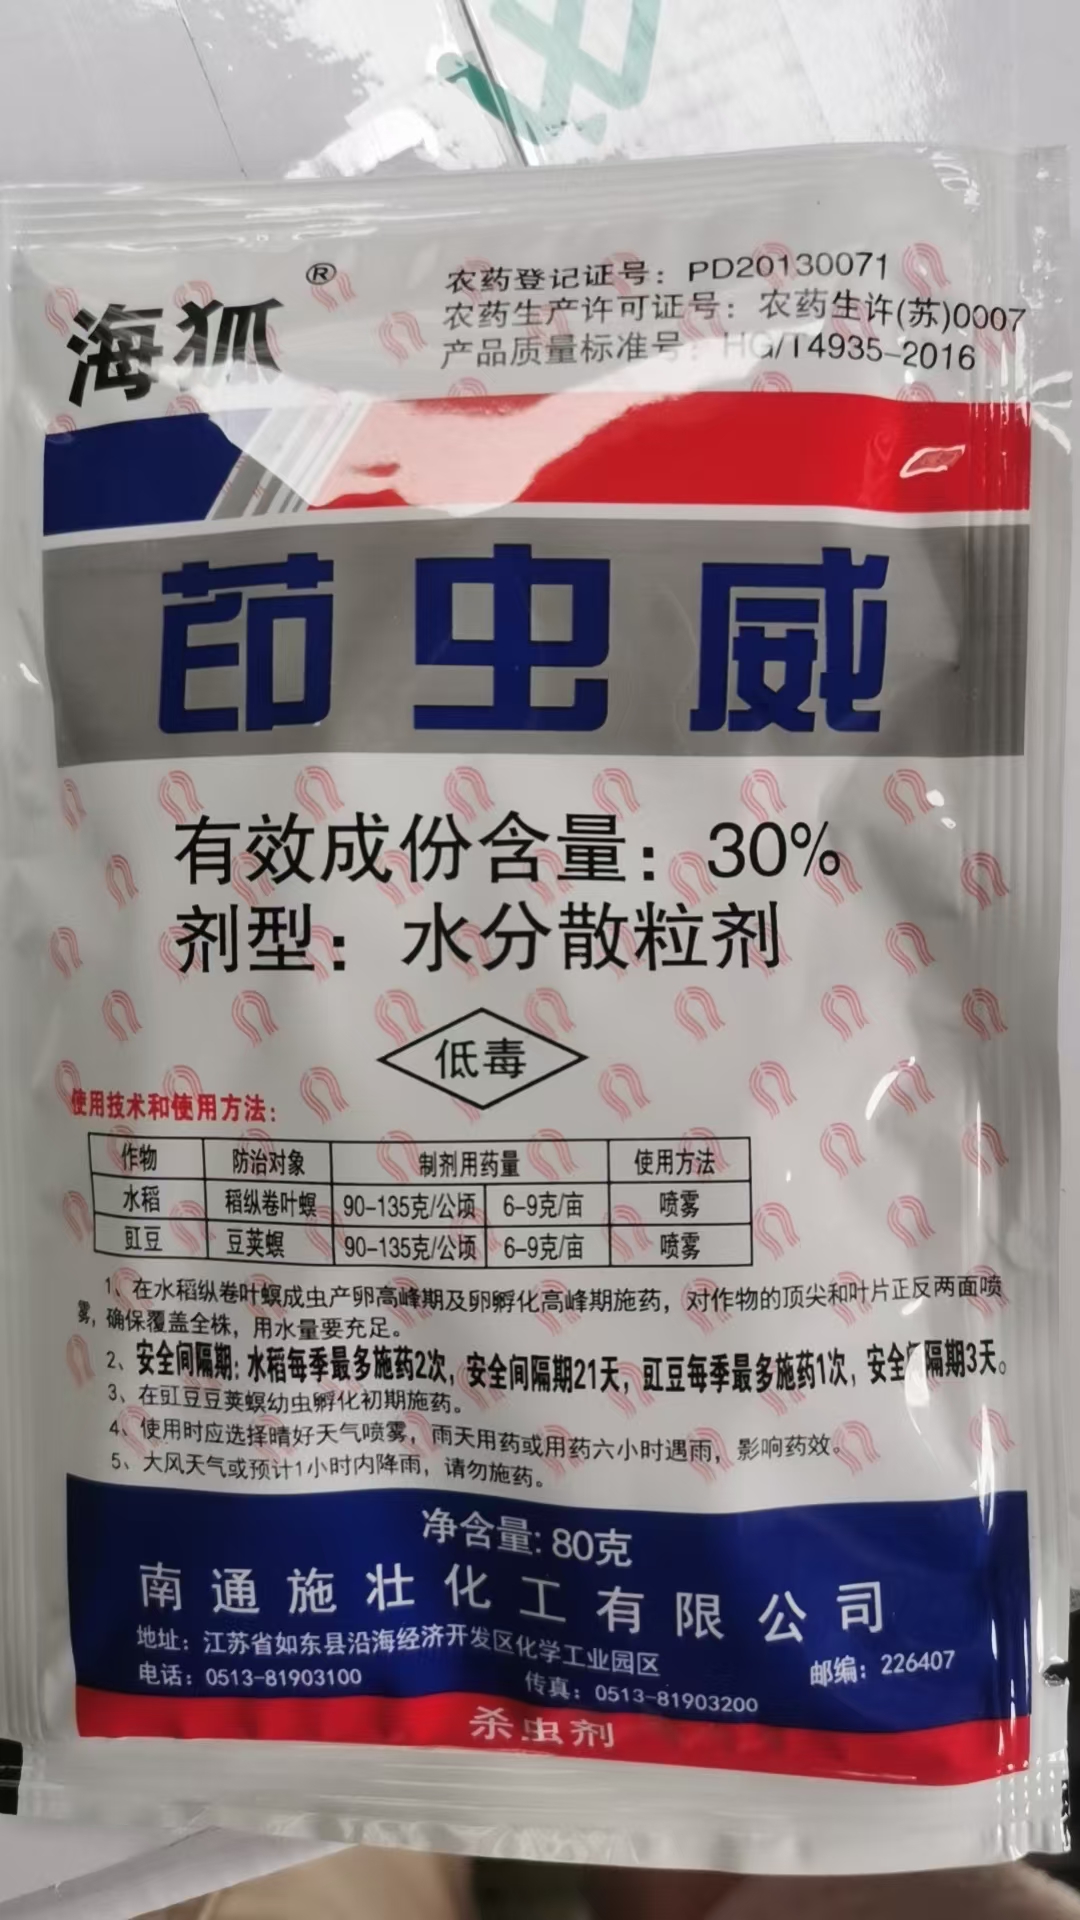 海狐®
农药登记证号：PD20130071
农药生产许可证号：农药生许(苏)0007
产品质量标准号：HG/T4935-2016
茚虫威
有效成份含量：30%
剂型：水分散粒剂
低毒
使用技术和使用方法：
作物 防治对象 制剂用药量 使用方法
水稻 稻纵卷叶螟 90-135克/公顷 6-9克/亩 喷雾
豇豆 豆荚螟 90-135克/公顷 6-9克/亩 喷雾
1、在水稻纵卷叶螟成虫产卵高峰期及卵孵化高峰期施药，对作物的顶尖和叶片正反两面喷
雾，确保覆盖全株，用水量要充足。
2、安全间隔期：水稻每季最多施药2次，安全间隔期21天，豇豆每季最多施药1次，安全间隔期3天。
3、在豇豆豆荚螟幼虫孵化初期施药。
4、使用时应选择晴好天气喷雾，雨天用药或用药六小时遇雨，影响药效。
5、大风天气或预计1小时内降雨，请勿施药。
净含量：80克
南通施壮化工有限公司
地址：江苏省如东县沿海经济开发区化学工业园区 邮编：226407
电话：0513-81903100 传真：0513-81903200
杀虫剂